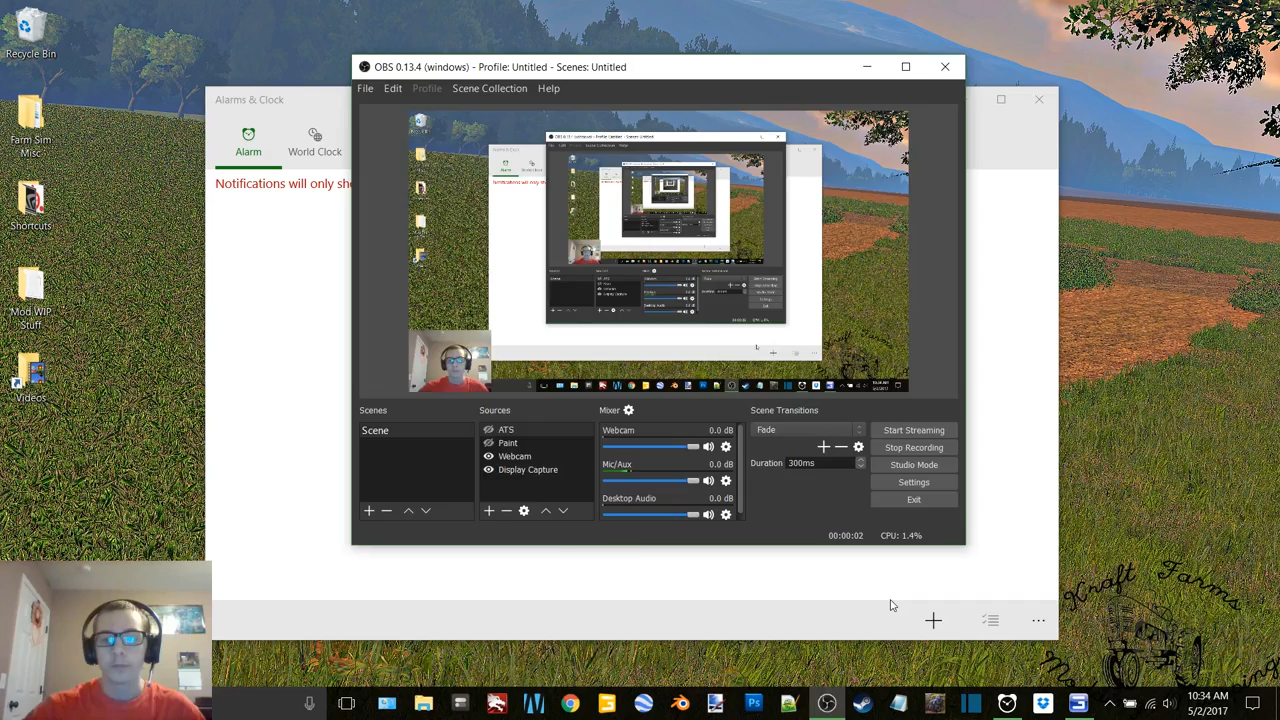 Recycle Bin
Farm Sim
Misc
Shortcuts
Mod WIP
Stuff
Videos
Alarms & Clock
Alarm
World Clock
Notifications will only sho
OBS 0.13.4 (windows) - Profile: Untitled - Scenes: Untitled
File Edit Profile Scene Collection Help
Scenes
Scene
Sources
ATS
Paint
Webcam
Display Capture
Mixer
Webcam 0.0 dB
Mic/Aux 0.0 dB
Desktop Audio 0.0 dB
Scene Transitions
Fade
Duration 300ms
Start Streaming
Stop Recording
Studio Mode
Settings
Exit
00:00:02 CPU: 1.4%
Kraft Farms
10:34 AM
5/2/2017